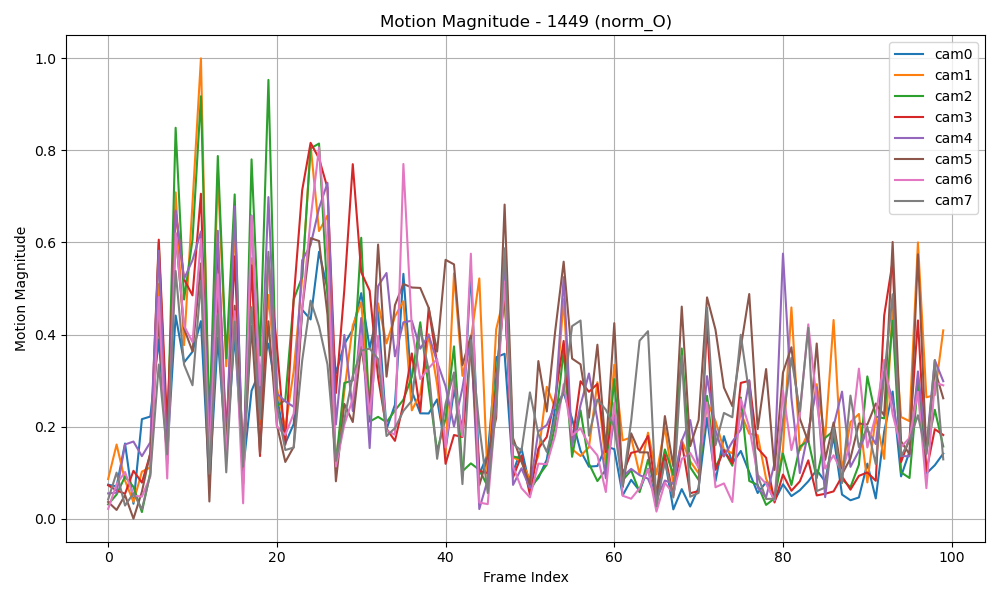 Motion Magnitude - 1449 (norm_O)
Motion Magnitude
1.0
0.8
0.6
0.4
0.2
0.0
0 20 40 60 80 100
Frame Index
cam0
cam1
cam2
cam3
cam4
cam5
cam6
cam7